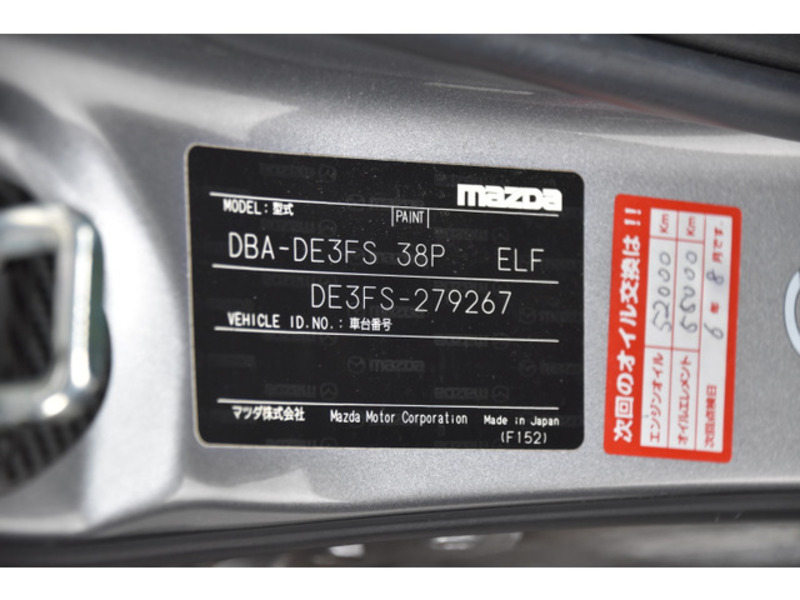 mazda
MODEL: 型式
PAINT
DBA-DE3FS 38P ELF
DE3FS-279267
VEHICLE ID.NO.: 車台番号
マツダ株式会社 Mazda Motor Corporation Made in Japan
(F152)
次回のオイル交換は!!
エンジンオイル 52000 Km
オイルエレメント Km
次回点検日 6年 8月です.